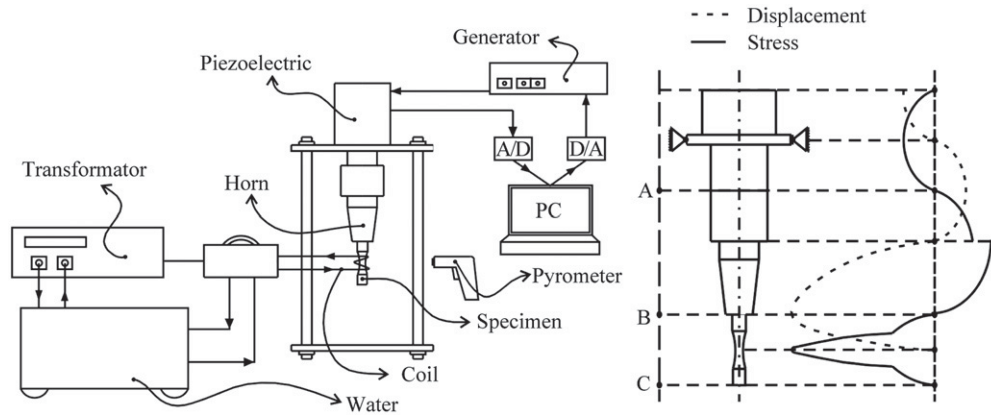 Displacement
Stress
Generator
Piezoelectric
Transformator
Horn
A/D
D/A
PC
Pyrometer
Specimen
Coil
Water
A
B
C